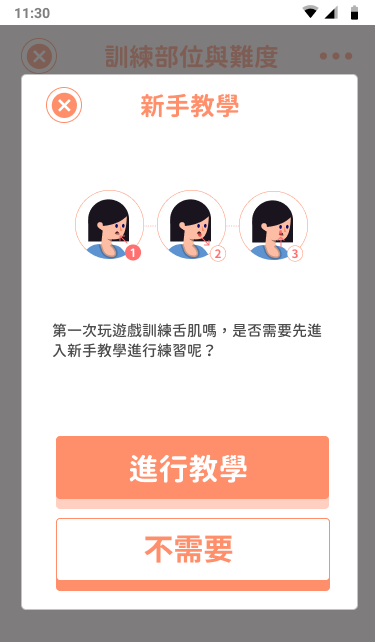 11:30
訓練部位與難度
新手教學
1
2
3
第一次玩遊戲訓練舌肌嗎，是否需要先進
入新手教學進行練習呢？
進行教學
不需要